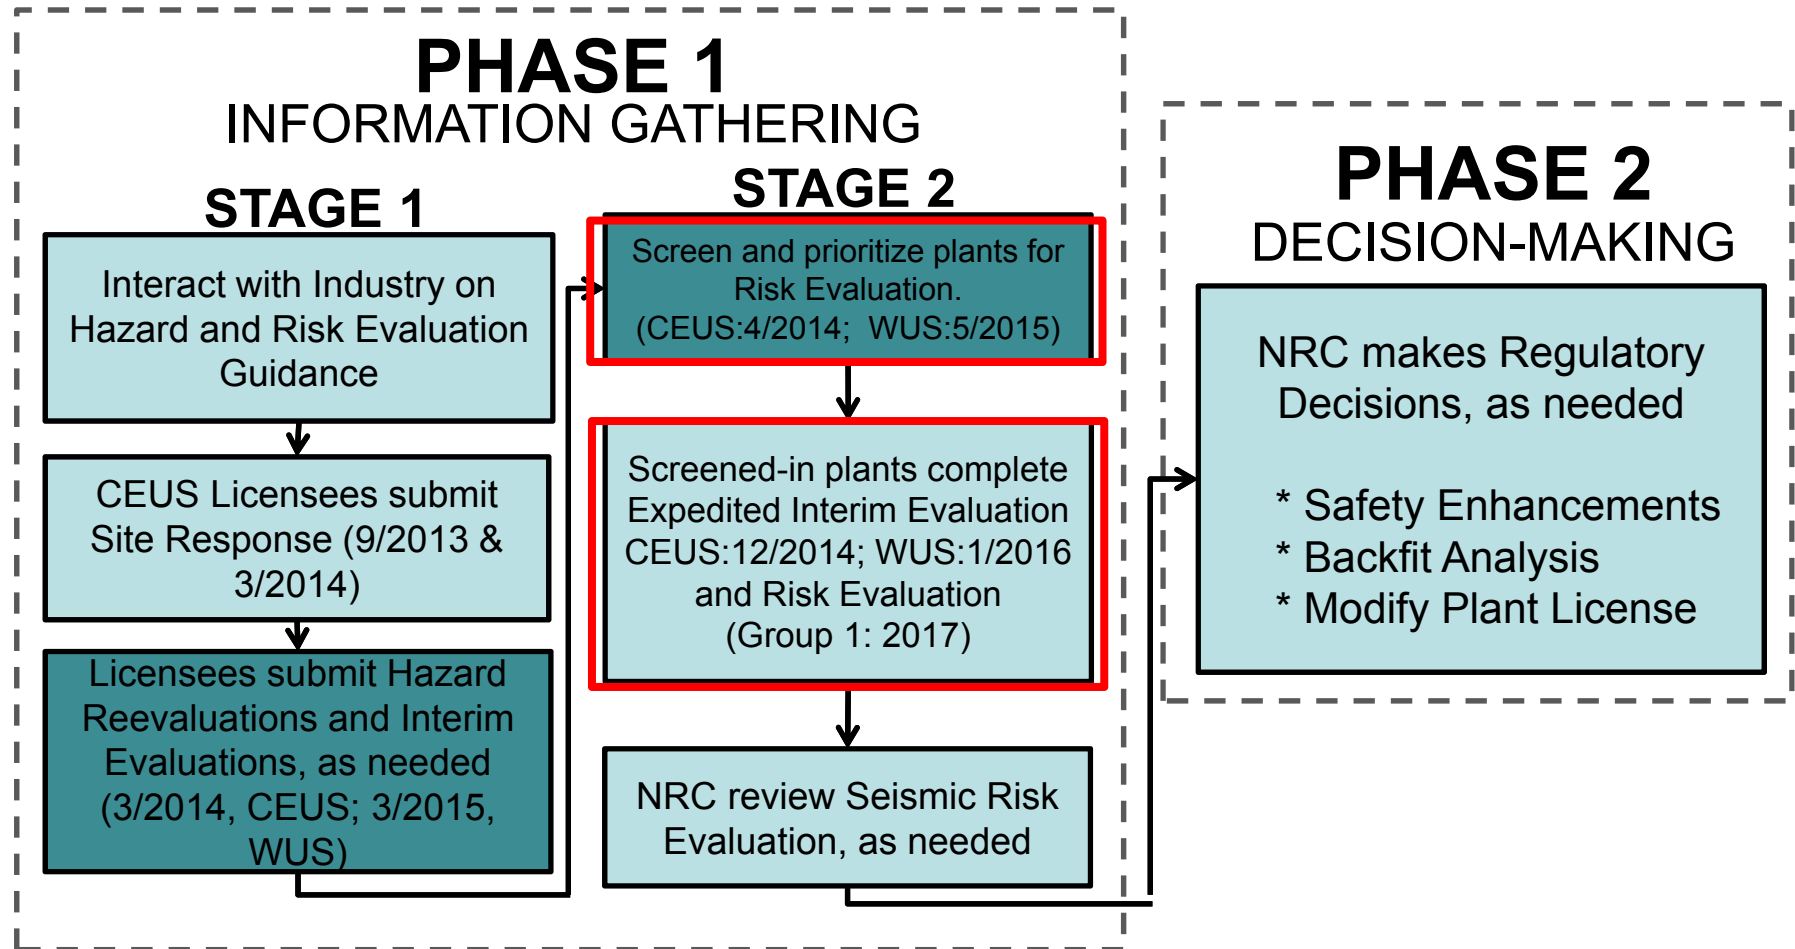 PHASE 1
INFORMATION GATHERING
STAGE 1
Interact with Industry on
Hazard and Risk Evaluation
Guidance
CEUS Licensees submit
Site Response (9/2013 &
3/2014)
Licensees submit Hazard
Reevaluations and Interim
Evaluations, as needed
(3/2014, CEUS; 3/2015,
WUS)
STAGE 2
Screen and prioritize plants for
Risk Evaluation.
(CEUS:4/2014; WUS:5/2015)
Screened-in plants complete
Expedited Interim Evaluation
CEUS:12/2014; WUS:1/2016
and Risk Evaluation
(Group 1: 2017)
NRC review Seismic Risk
Evaluation, as needed
PHASE 2
DECISION-MAKING
NRC makes Regulatory
Decisions, as needed
* Safety Enhancements
* Backfit Analysis
* Modify Plant License